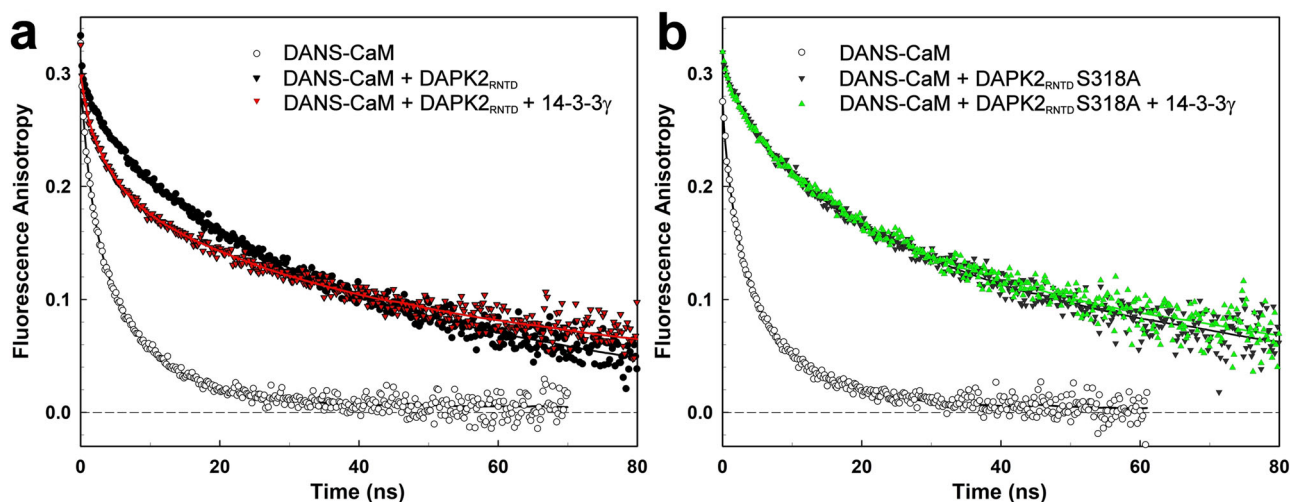 a
DANS-CaM
DANS-CaM + DAPK2RNTD
DANS-CaM + DAPK2RNTD + 14-3-3γ
Fluorescence Anisotropy
0.3
0.2
0.1
0.0
0 20 40 60 80
Time (ns)
b
DANS-CaM
DANS-CaM + DAPK2RNTD S318A
DANS-CaM + DAPK2RNTD S318A + 14-3-3γ
Fluorescence Anisotropy
0.3
0.2
0.1
0.0
0 20 40 60 80
Time (ns)